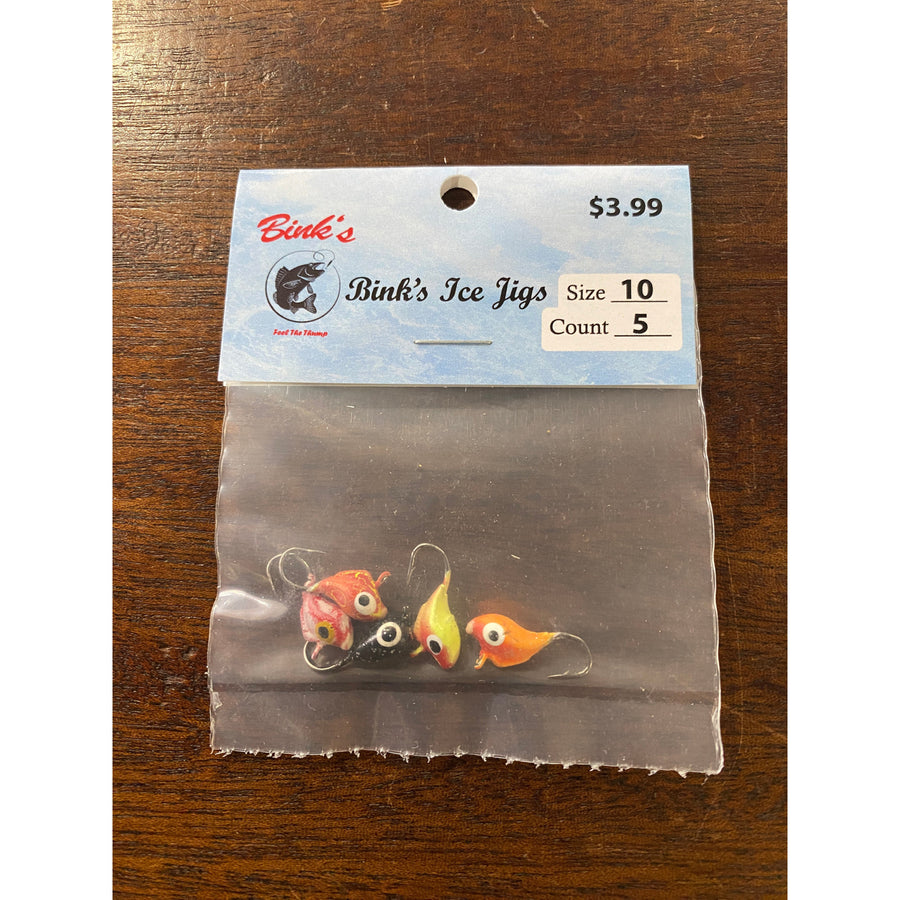 $3.99
Bink's
Bink's Ice Jigs
Feel The Thump
Size 10
Count 5